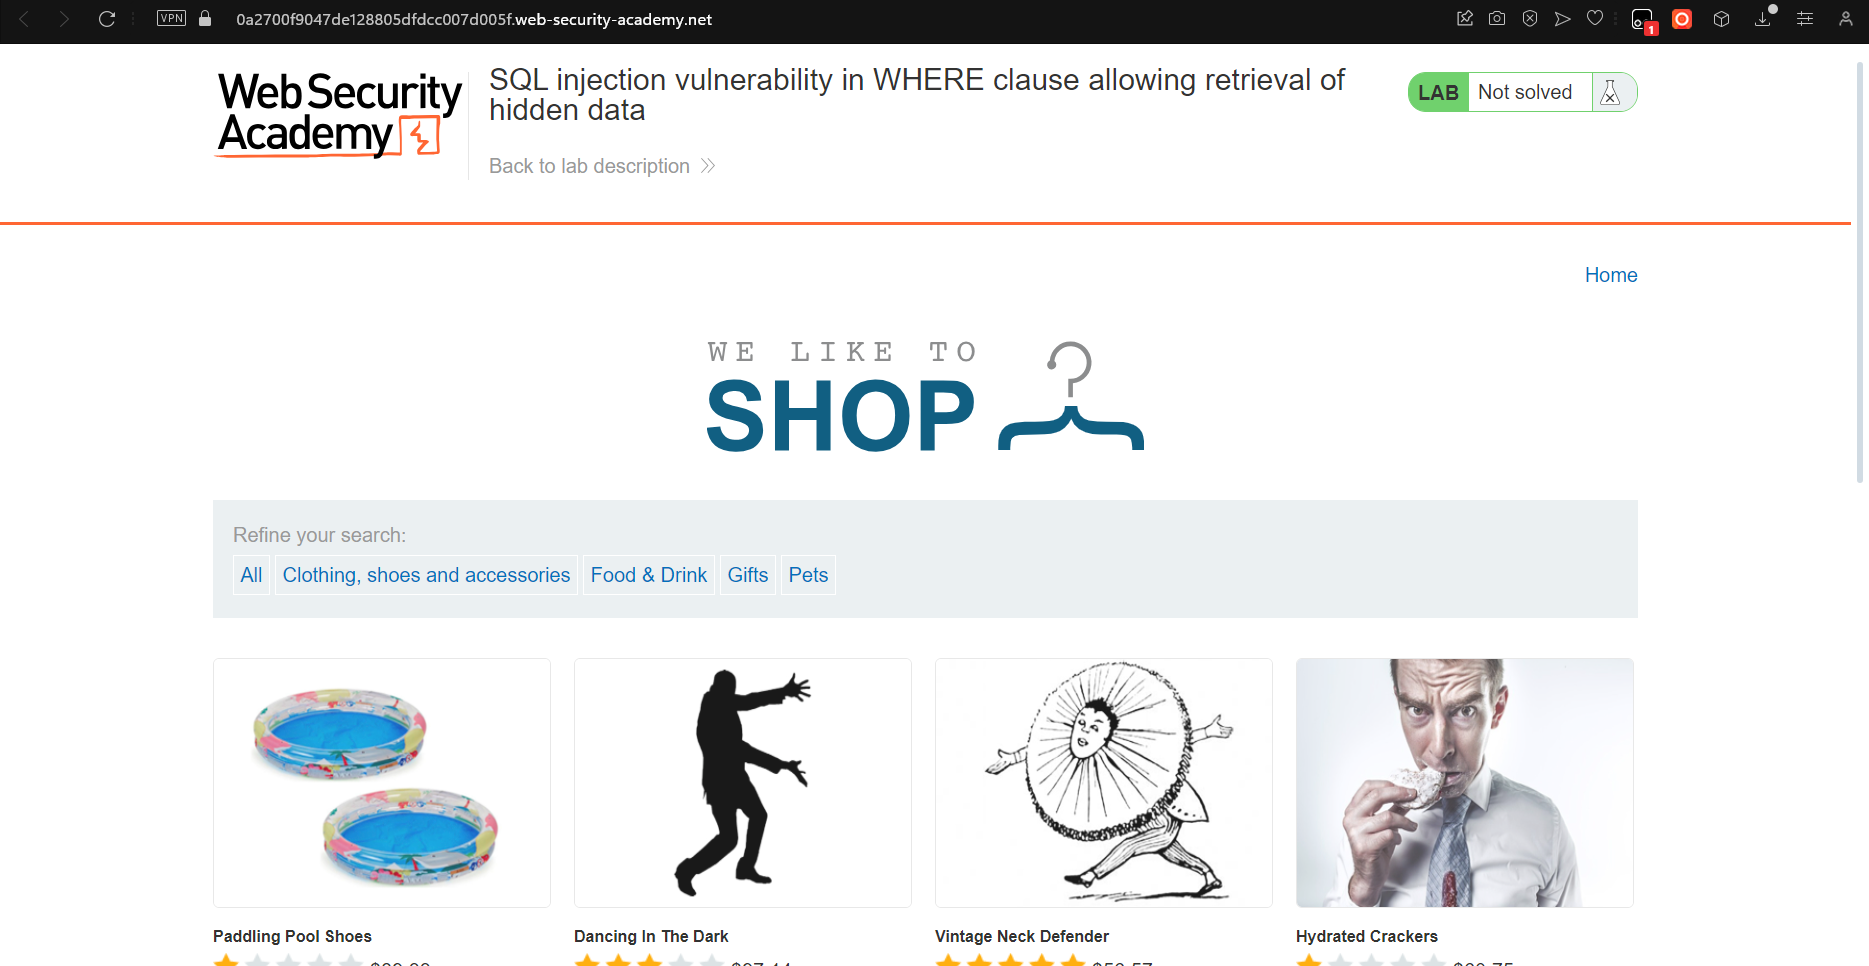 VPN
0a2700f9047de128805dfdcc007d005f.web-security-academy.net
1
Web Security
Academy
SQL injection vulnerability in WHERE clause allowing retrieval of
hidden data
Back to lab description
LAB
Not solved
Home
WE LIKE TO
SHOP
Refine your search:
All
Clothing, shoes and accessories
Food & Drink
Gifts
Pets
Paddling Pool Shoes
Dancing In The Dark
Vintage Neck Defender
Hydrated Crackers